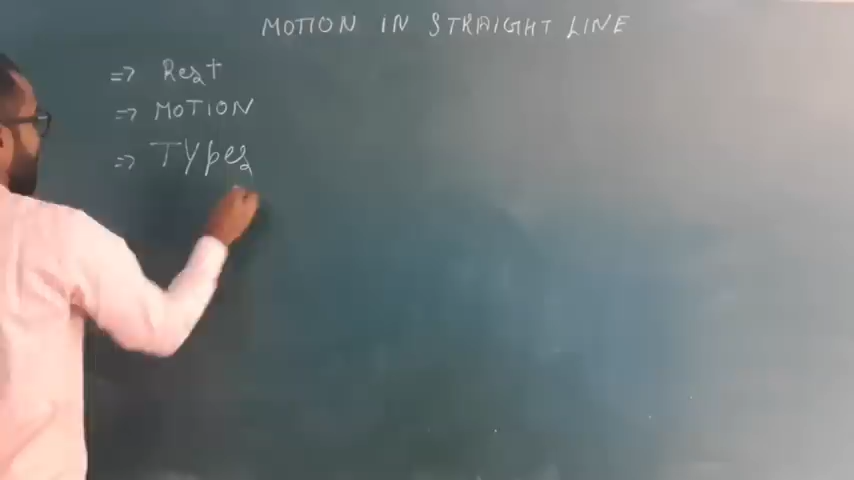 MOTION IN STRAIGHT LINE
=> Rest
=> MOTION
=> Types